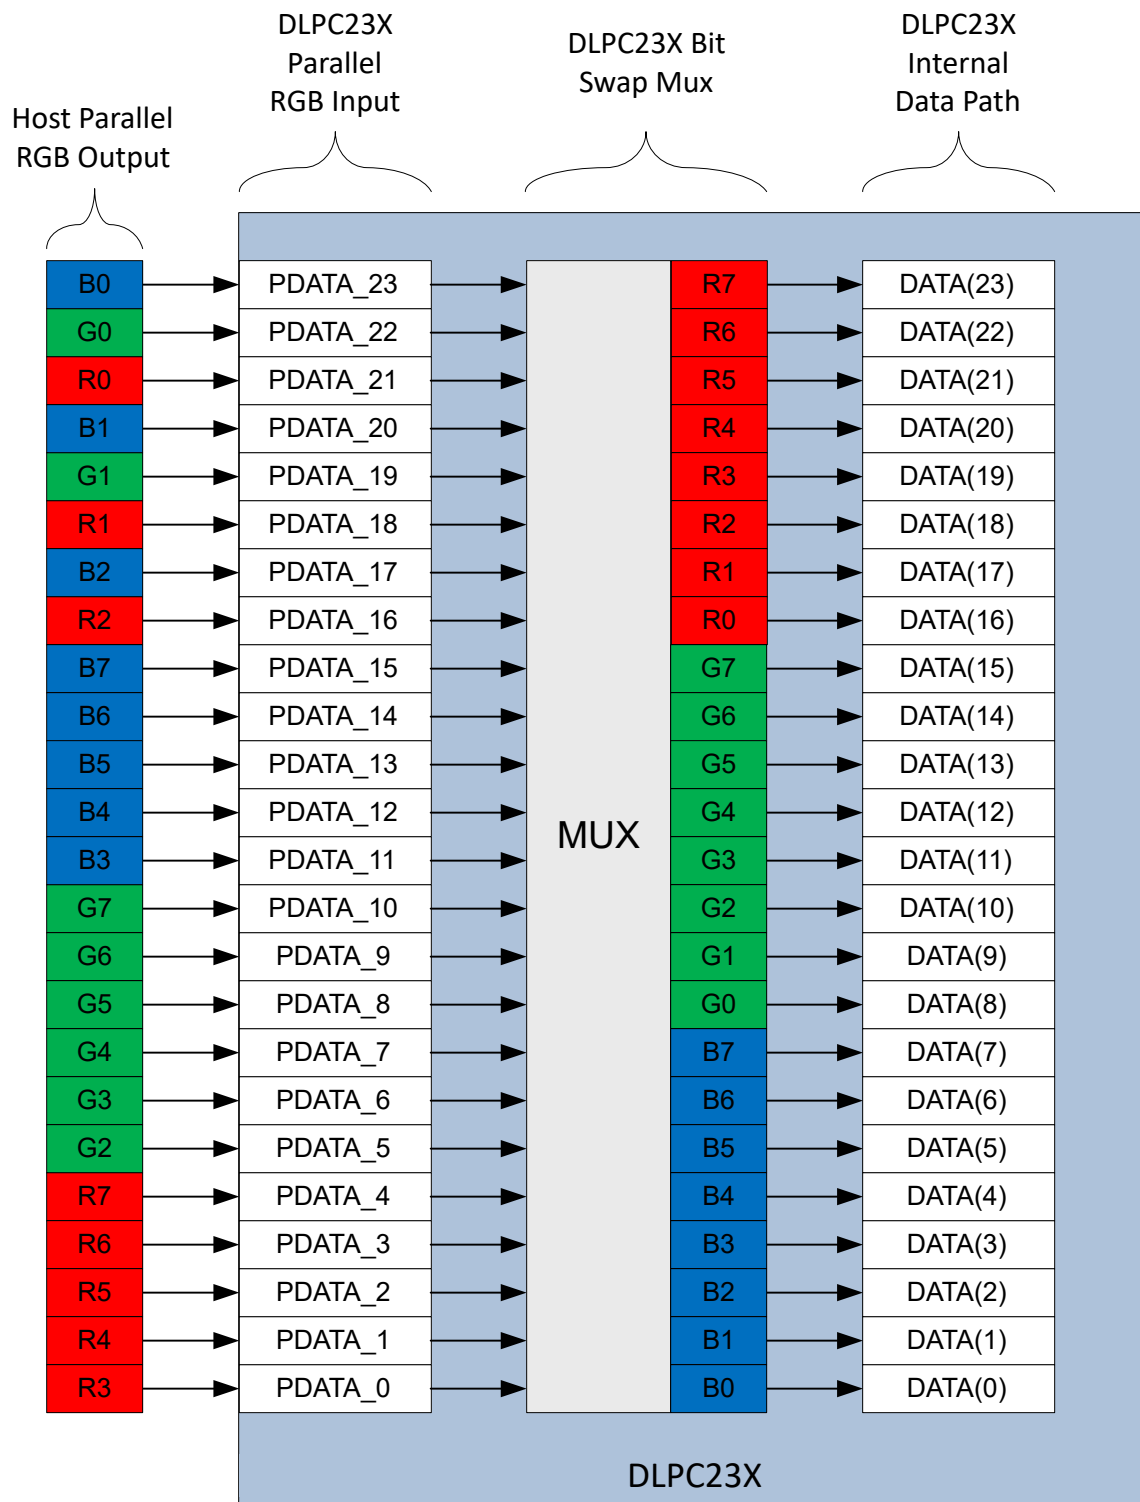 DLPC23X
Parallel
RGB Input
DLPC23X Bit
Swap Mux
DLPC23X
Internal
Data Path
Host Parallel
RGB Output
B0 PDATA_23 R7 DATA(23)
G0 PDATA_22 R6 DATA(22)
R0 PDATA_21 R5 DATA(21)
B1 PDATA_20 R4 DATA(20)
G1 PDATA_19 R3 DATA(19)
R1 PDATA_18 R2 DATA(18)
B2 PDATA_17 R1 DATA(17)
R2 PDATA_16 R0 DATA(16)
B7 PDATA_15 G7 DATA(15)
B6 PDATA_14 G6 DATA(14)
B5 PDATA_13 G5 DATA(13)
B4 PDATA_12 G4 DATA(12)
MUX
B3 PDATA_11 G3 DATA(11)
G7 PDATA_10 G2 DATA(10)
G6 PDATA_9 G1 DATA(9)
G5 PDATA_8 G0 DATA(8)
G4 PDATA_7 B7 DATA(7)
G3 PDATA_6 B6 DATA(6)
G2 PDATA_5 B5 DATA(5)
R7 PDATA_4 B4 DATA(4)
R6 PDATA_3 B3 DATA(3)
R5 PDATA_2 B2 DATA(2)
R4 PDATA_1 B1 DATA(1)
R3 PDATA_0 B0 DATA(0)
DLPC23X